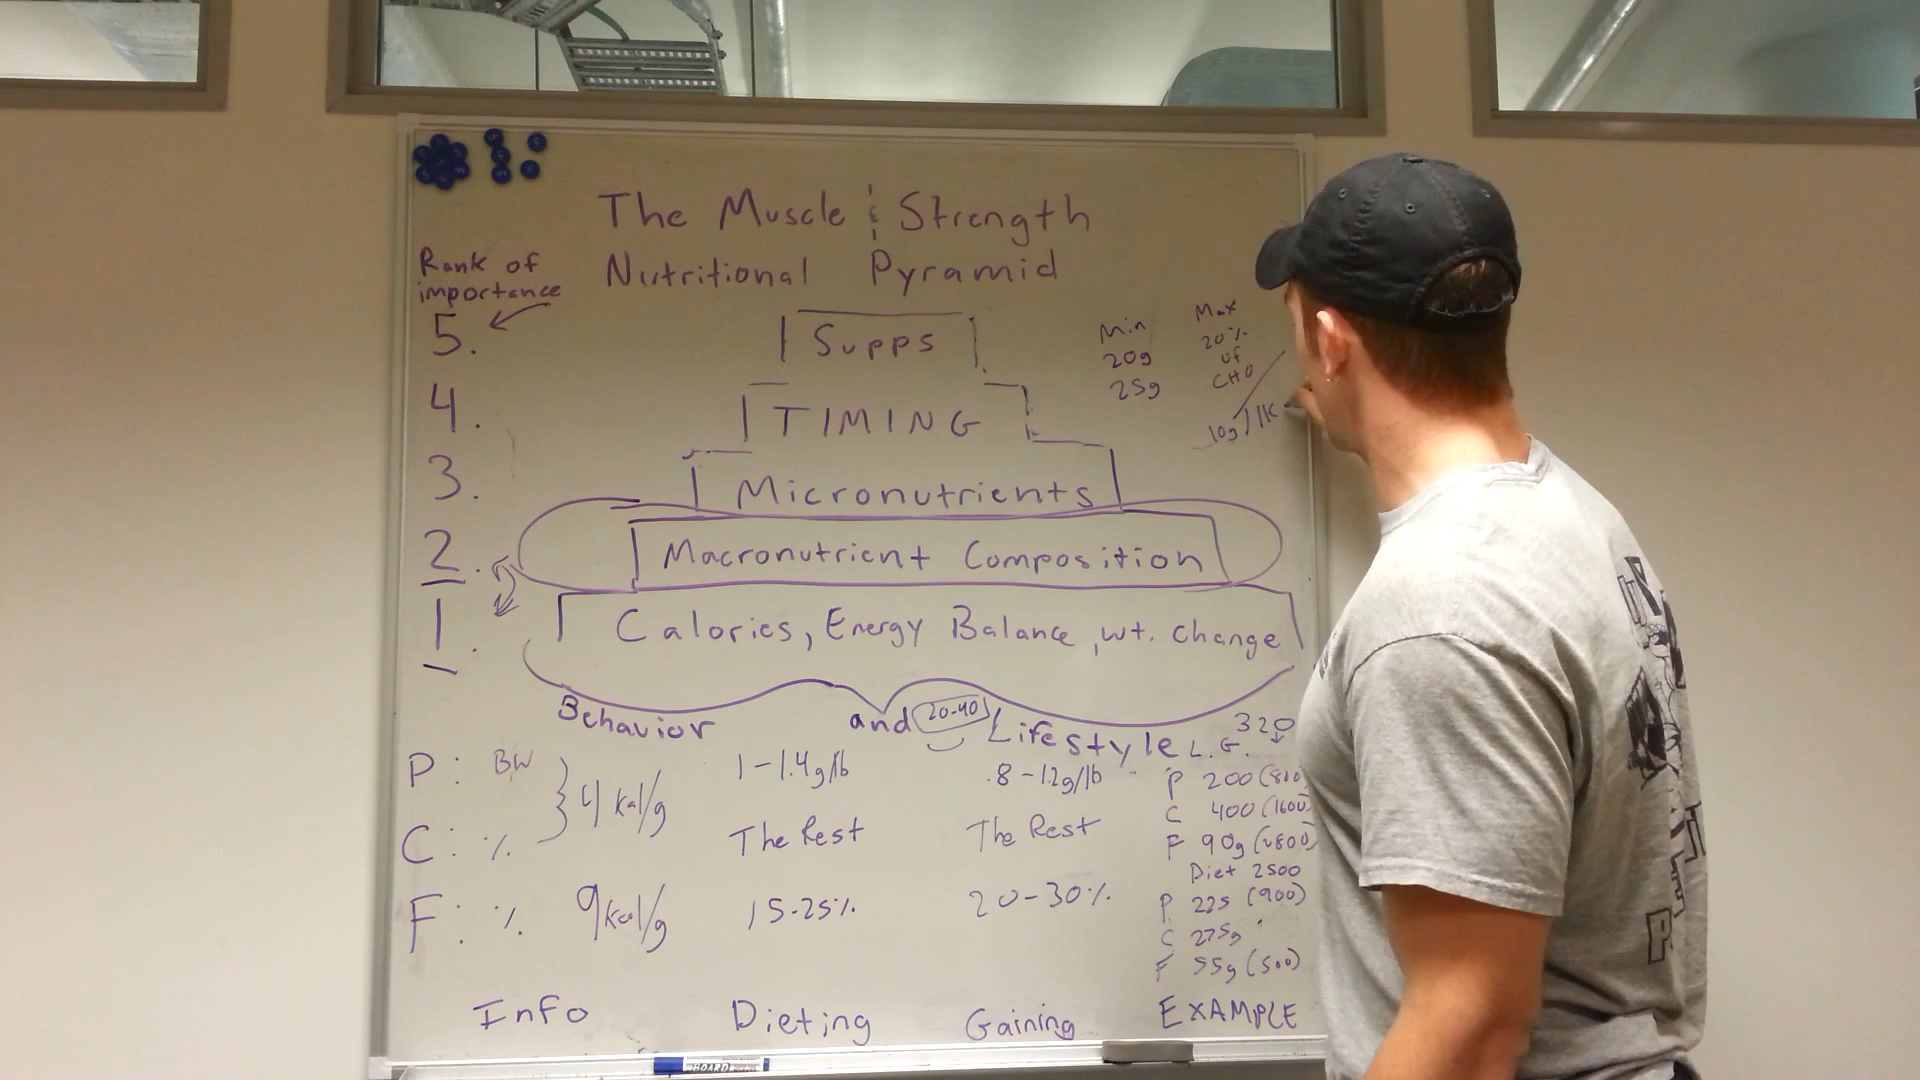 The Muscle & Strength
Nutritional Pyramid
Rank of
importance
5.
4.
3.
2.
1.
Supps
TIMING
Micronutrients
Macronutrient Composition
Calories, Energy Balance, wt. change
Min
20g
25g
Max
20%
of
CHO
10g/1K
Behavior and Lifestyle
20-40
P: BW
C: %
4 kcal/g
F: %
9kcal/g
Info
1-1.4g/lb
The Rest
15-25%
Dieting
.8-1.2g/lb
The Rest
20-30%
Gaining
L.G. 320
P 200 (800
C 400 (1600)
F 90g (~800)
Diet 2500
P 225 (900)
C 275g
F 55g (500)
EXAMPLE
BOARD